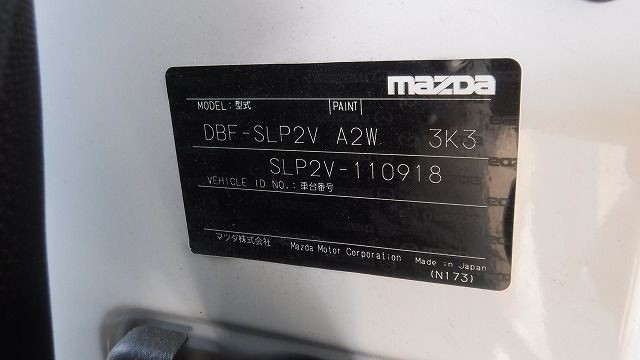 mazda
MODEL: 型式 PAINT
DBF-SLP2V A2W 3K3
SLP2V-110918
VEHICLE ID NO.: 車台番号
マツダ株式会社 Mazda Motor Corporation Made in Japan
(N173)